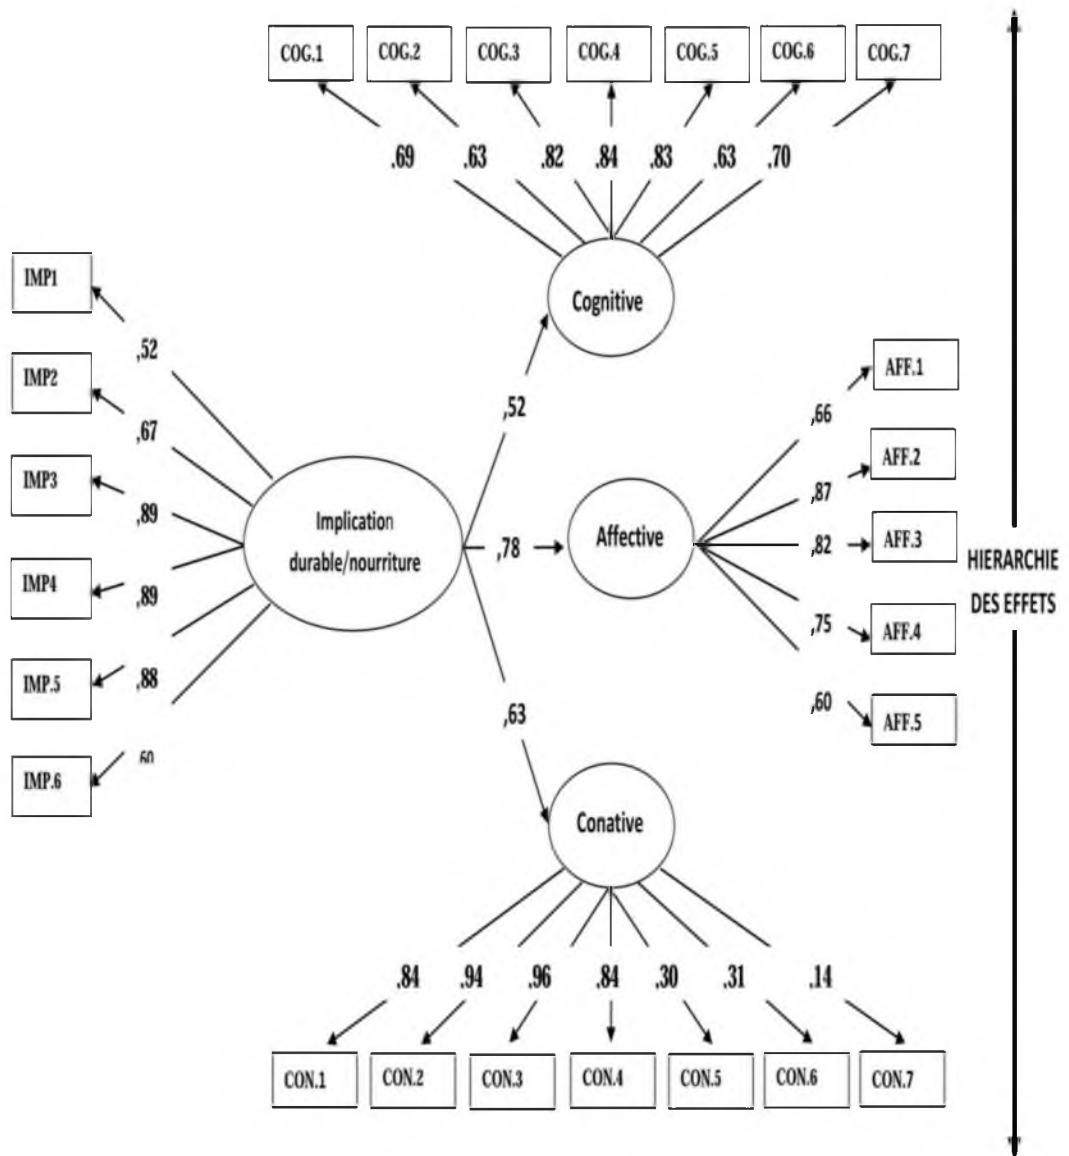 COG.1 COG.2 COG.3 COG.4 COG.5 COG.6 COG.7
,69 ,63 ,82 ,84 ,83 ,63 ,70
Cognitive
IMP1
,52
IMP2
,67
IMP3
,89
IMP4
,89
IMP.5
,88
IMP.6
,60
Implication
durable/nourriture
,52
,78
,63
Affective
,66
AFF.1
,87
AFF.2
,82
AFF.3
,75
AFF.4
,60
AFF.5
HIERARCHIE
DES EFFETS
Conative
,84 ,94 ,96 ,84 ,30 ,31 ,14
CON.1 CON.2 CON.3 CON.4 CON.5 CON.6 CON.7